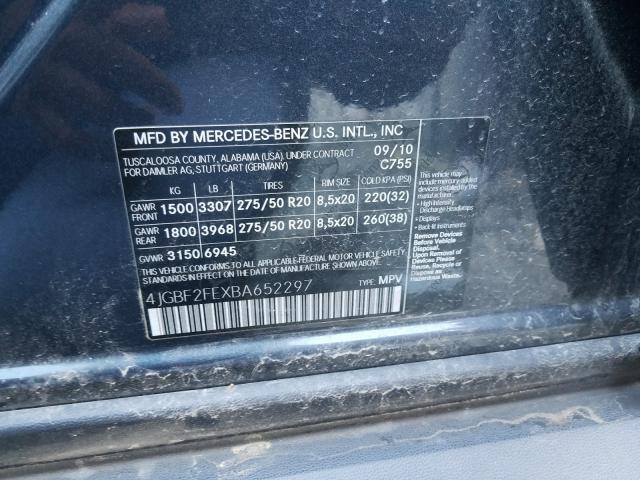 MFD BY MERCEDES-BENZ U.S. INTL., INC
TUSCALOOSA COUNTY, ALABAMA (USA) UNDER CONTRACT
FOR DAIMLER AG, STUTTGART (GERMANY)
09/10
C755
KG LB TIRES RIM SIZE COLD KPA (PSI)
GAWR FRONT 1500 3307 275/50 R20 8,5x20 220(32)
GAWR REAR 1800 3968 275/50 R20 8,5x20 260(38)
GVWR 3150 6945
THIS VEHICLE CONFORMS TO ALL APPLICABLE FEDERAL MOTOR VEHICLE SAFETY
STANDARDS IN EFFECT ON THE DATE OF MANUFACTURE SHOWN ABOVE.
4JGBF2FEXBA652297
TYPE: MPV
This vehicle may
include mercury added
devices installed by
the manufacturer:
• High Intensity
Discharge Headlamps
• Displays
• Back-lit Instruments
Remove Devices
Before Vehicle
Disposal.
Upon Removal of
Devices Please
Reuse, Recycle or
Dispose as
Hazardous Waste.